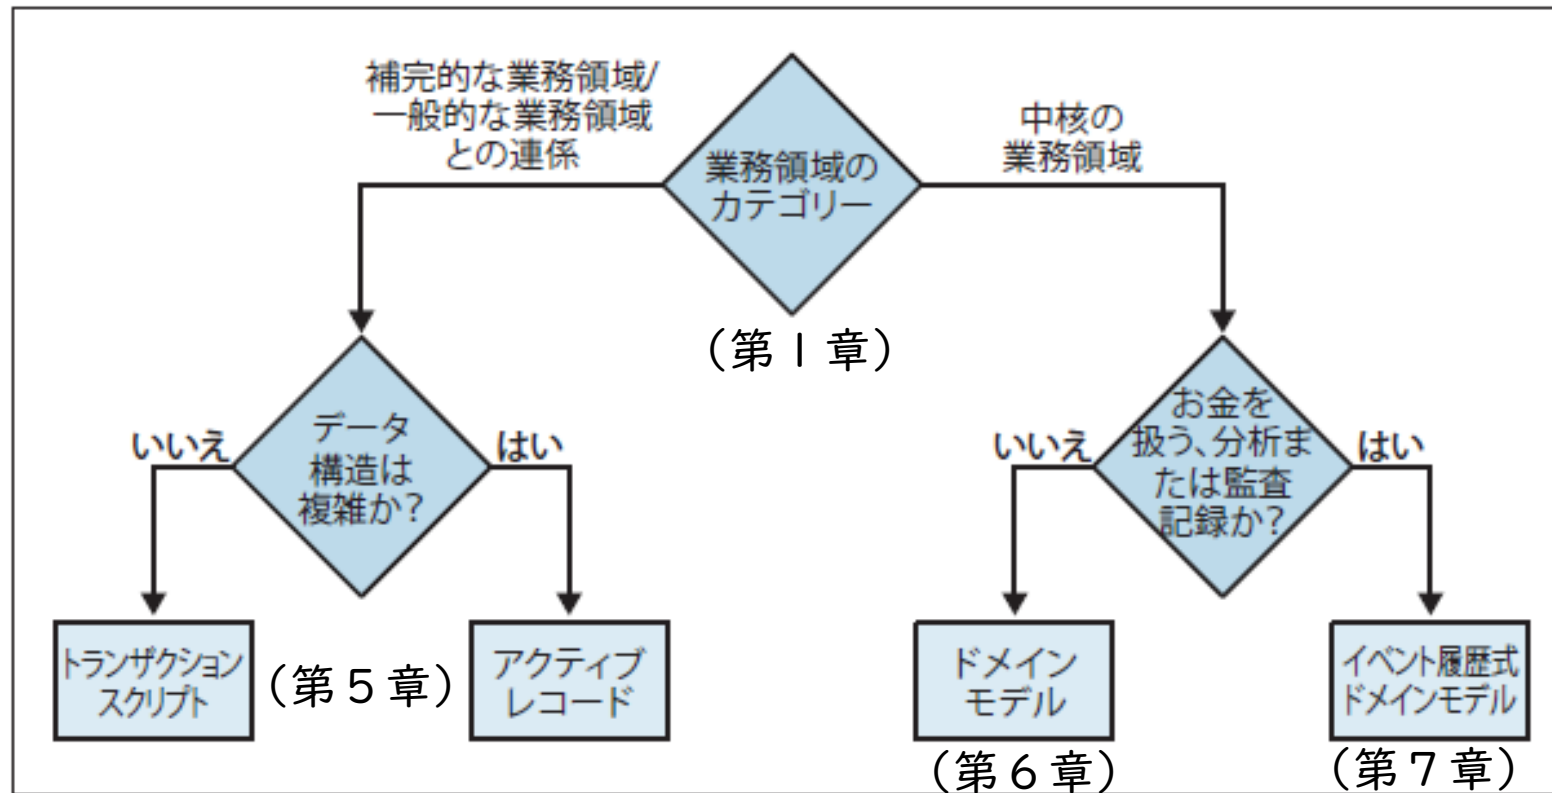 補完的な業務領域/
一般的な業務領域
との連係
中核の
業務領域
業務領域の
カテゴリー
（第1章）
いいえ
データ
構造は
複雑か?
はい
いいえ
お金を
扱う、分析ま
たは監査
記録か?
はい
トランザクション
スクリプト
（第5章）
アクティブ
レコード
ドメイン
モデル
（第6章）
イベント履歴式
ドメインモデル
（第7章）